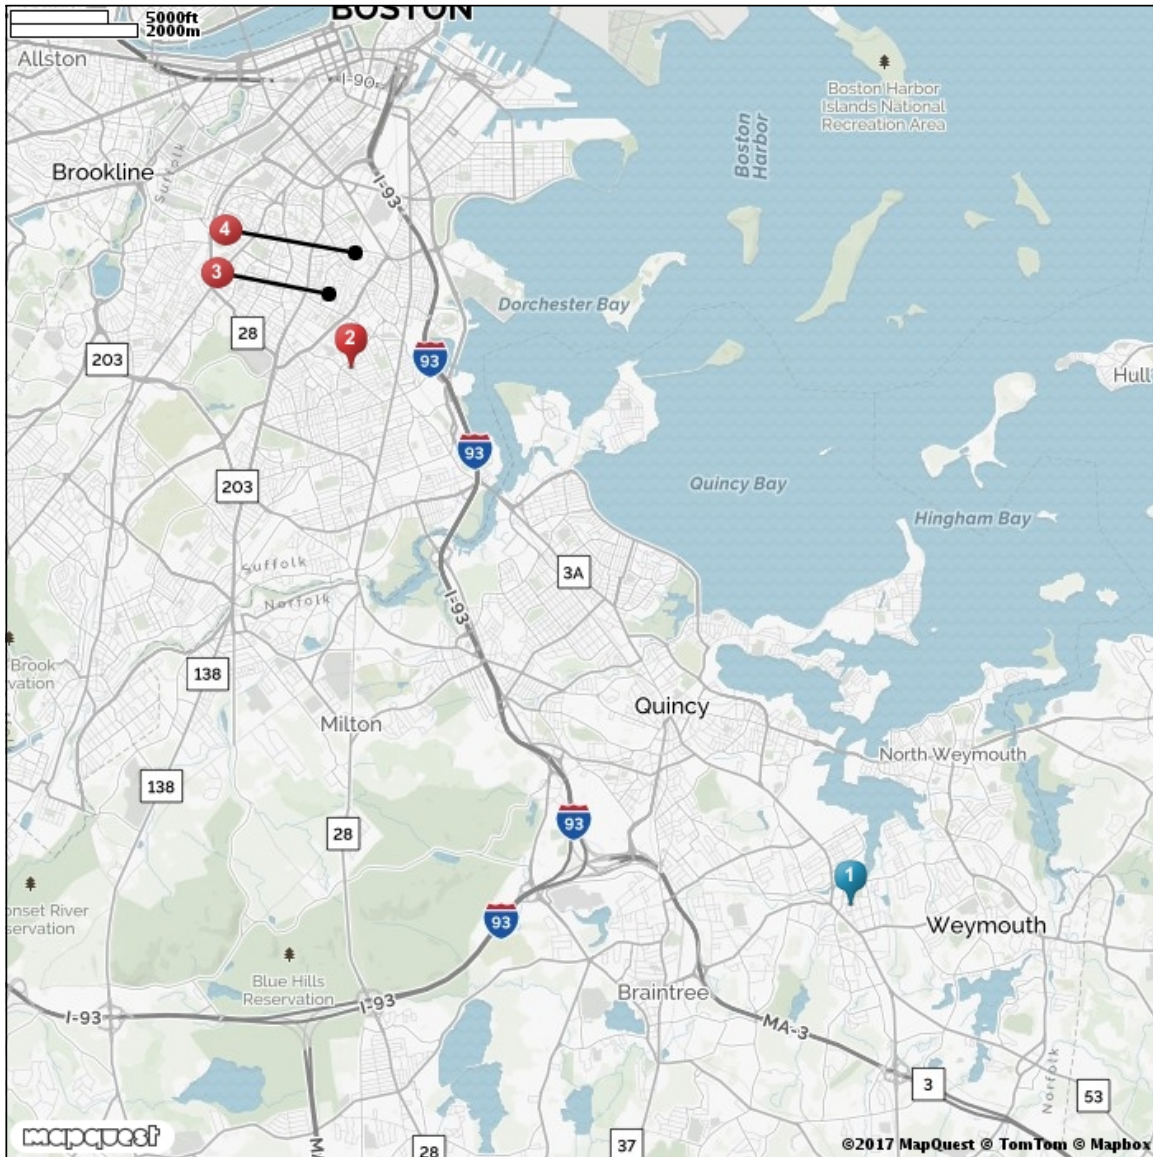 BOSTON
5000ft
2000m
Allston
I-90
Boston Harbor
Islands National
Recreation Area
Boston
Harbor
Brookline
Suffolk
I-93
4
3
Dorchester Bay
28
2
203
93
Hull
93
203
Quincy Bay
Hingham Bay
Suffolk
3A
Norfolk
I-93
Brook
vation
138
Quincy
Milton
North Weymouth
138
93
28
1
onset River
servation
93
Weymouth
Blue Hills
Reservation
Braintree
I-93
I-93
MA-3
3
Norfolk
53
mapquest
28
37
©2017 MapQuest © TomTom © Mapbox